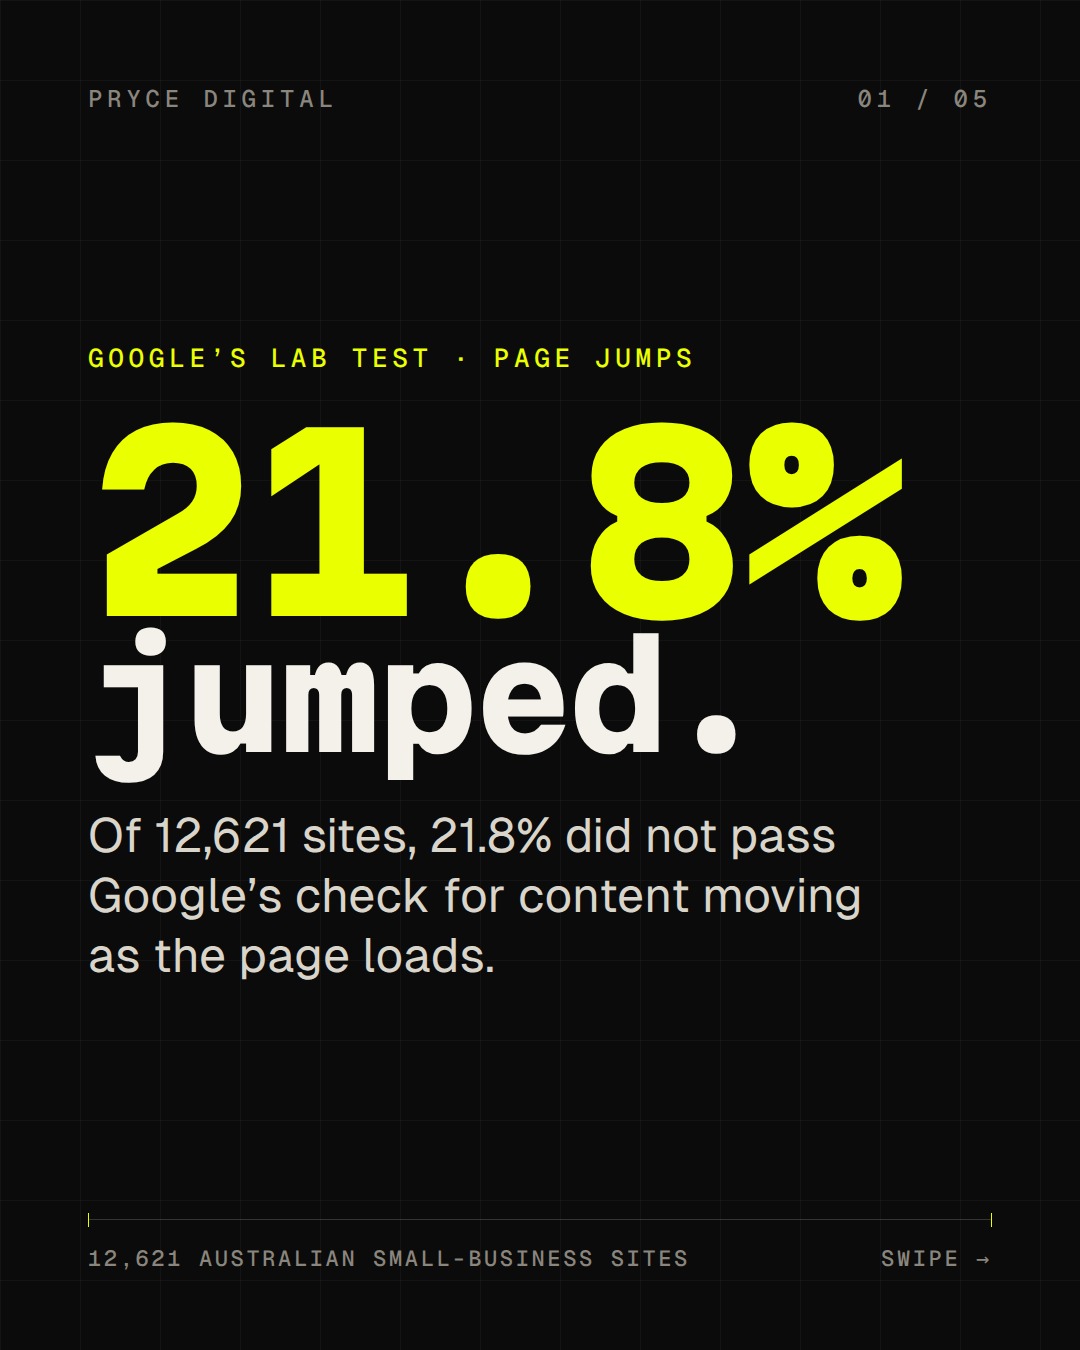 PRYCE DIGITAL
01 / 05
GOOGLE’S LAB TEST · PAGE JUMPS
21.8%
jumped.
Of 12,621 sites, 21.8% did not pass
Google’s check for content moving
as the page loads.
12,621 AUSTRALIAN SMALL-BUSINESS SITES
SWIPE →